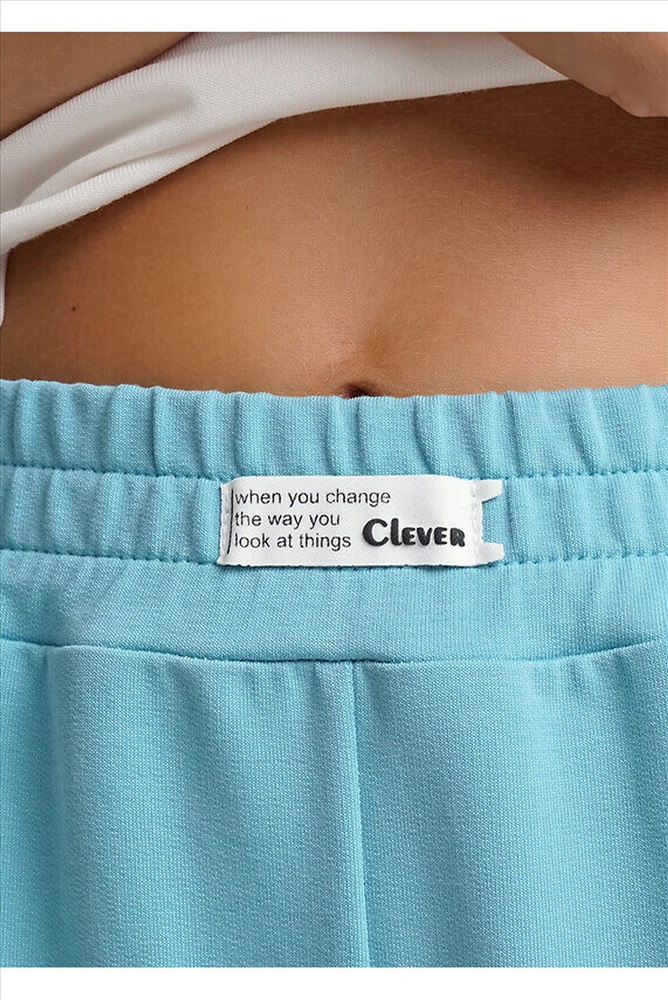 when you change
the way you
look at things CLEVER